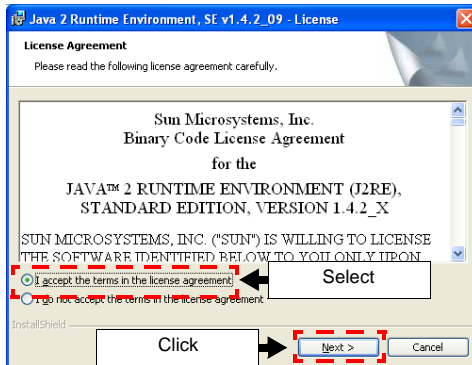 Java 2 Runtime Environment, SE v1.4.2_09 - License
License Agreement
Please read the following license agreement carefully.
Sun Microsystems, Inc.
Binary Code License Agreement
for the
JAVA™ 2 RUNTIME ENVIRONMENT (J2RE),
STANDARD EDITION, VERSION 1.4.2_X
SUN MICROSYSTEMS, INC. ("SUN") IS WILLING TO LICENSE
THE SOFTWARE IDENTIFIED BELOW TO YOU ONLY UPON
I accept the terms in the license agreement
Select
I do not accept the terms in the license agreement
InstallShield
Click
Next >
Cancel